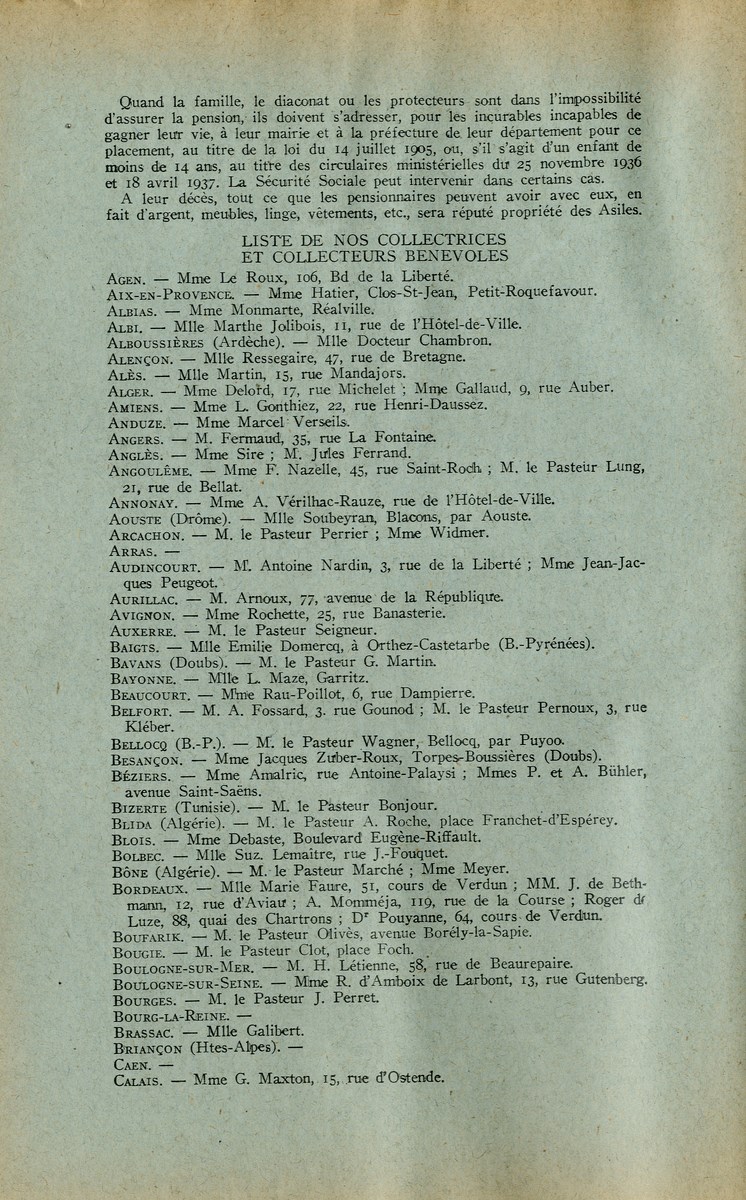 Quand la famille, le diaconat ou les protecteurs sont dans l'impossibilité
d'assurer la pension, ils doivent s'adresser, pour les incurables incapables de
gagner leur vie, à leur mairie et à la préfecture de leur département pour ce
placement, au titre de la loi du 14 juillet 1905, ou, s'il s'agit d'un enfant de
moins de 14 ans, au titre des circulaires ministérielles du 25 novembre 1936
et 18 avril 1937. La Sécurité Sociale peut intervenir dans certains cas.
A leur décès, tout ce que les pensionnaires peuvent avoir avec eux, en
fait d'argent, meubles, linge, vêtements, etc., sera réputé propriété des Asiles.
LISTE DE NOS COLLECTRICES
ET COLLECTEURS BENEVOLES
AGEN. — Mme Le Roux, 106, Bd de la Liberté.
AIX-EN-PROVENCE. — Mme Hatier, Clos-St-Jean, Petit-Roquefavour.
ALBIAS. — Mme Monmarte, Réalville.
ALBI. — Mlle Marthe Jolibois, 11, rue de l'Hôtel-de-Ville.
ALBOUSSIÈRES (Ardèche). — Mlle Docteur Chambron.
ALENÇON. — Mlle Ressegaire, 47, rue de Bretagne.
ALÈS. — Mlle Martin, 15, rue Mandajors.
ALGER. — Mme Delord, 17, rue Michelet ; Mme Gallaud, 9, rue Auber.
AMIENS. — Mme L. Gonthiez, 22, rue Henri-Daussez.
ANDUZE. — Mme Marcel Verseils.
ANGERS. — M. Fermaud, 35, rue La Fontaine.
ANGLÈS. — Mme Sire ; M. Jules Ferrand.
ANGOULÊME. — Mme F. Nazelle, 45, rue Saint-Roch ; M. le Pasteur Lung,
21, rue de Bellat.
ANNONAY. — Mme A. Vérilhac-Rauze, rue de l'Hôtel-de-Ville.
AOUSTE (Drôme). — Mlle Soubeyran, Blacons, par Aouste.
ARCACHON. — M. le Pasteur Perrier ; Mme Widmer.
ARRAS. —
AUDINCOURT. — M. Antoine Nardin, 3, rue de la Liberté ; Mme Jean-Jac-
ques Peugeot.
AURILLAC. — M. Arnoux, 77, avenue de la République.
AVIGNON. — Mme Rochette, 25, rue Banasterie.
AUXERRE. — M. le Pasteur Seigneur.
BAIGTS. — Mlle Emilie Domercq, à Orthez-Castetarbe (B.-Pyrénées).
BAVANS (Doubs). — M. le Pasteur G. Martin.
BAYONNE. — Mlle L. Maze, Garritz.
BEAUCOURT. — Mme Rau-Poillot, 6, rue Dampierre.
BELFORT. — M. A. Fossard, 3. rue Gounod ; M. le Pasteur Pernoux, 3, rue
Kléber.
BELLOCQ (B.-P.). — M. le Pasteur Wagner, Bellocq, par Puyoo.
BESANÇON. — Mme Jacques Zuber-Roux, Torpes-Boussières (Doubs).
BÉZIERS. — Mme Amalric, rue Antoine-Palaysi ; Mmes P. et A. Bühler,
avenue Saint-Saëns.
BIZERTE (Tunisie). — M. le Pasteur Bonjour.
BLIDA (Algérie). — M. le Pasteur A. Roche, place Franchet-d'Espérey.
BLOIS. — Mme Debaste, Boulevard Eugène-Riffault.
BOLBEC. — Mlle Suz. Lemaître, rue J.-Fouquet.
BÔNE (Algérie). — M. le Pasteur Marché ; Mme Meyer.
BORDEAUX. — Mlle Marie Faure, 51, cours de Verdun ; MM. J. de Beth-
mann, 12, rue d'Aviau ; A. Momméja, 119, rue de la Course ; Roger de
Luze, 88, quai des Chartrons ; Dr Pouyanne, 64, cours de Verdun.
BOUFARIK. — M. le Pasteur Olivès, avenue Borély-la-Sapie.
BOUGIE. — M. le Pasteur Clot, place Foch.
BOULOGNE-SUR-MER. — M. H. Létienne, 58, rue de Beaurepaire.
BOULOGNE-SUR-SEINE. — Mme R. d'Amboix de Larbont, 13, rue Gutenberg.
BOURGES. — M. le Pasteur J. Perret.
BOURG-LA-REINE. —
BRASSAC. — Mlle Galibert.
BRIANÇON (Htes-Alpes). —
CAEN. —
CALAIS. — Mme G. Maxton, 15, rue d'Ostende.